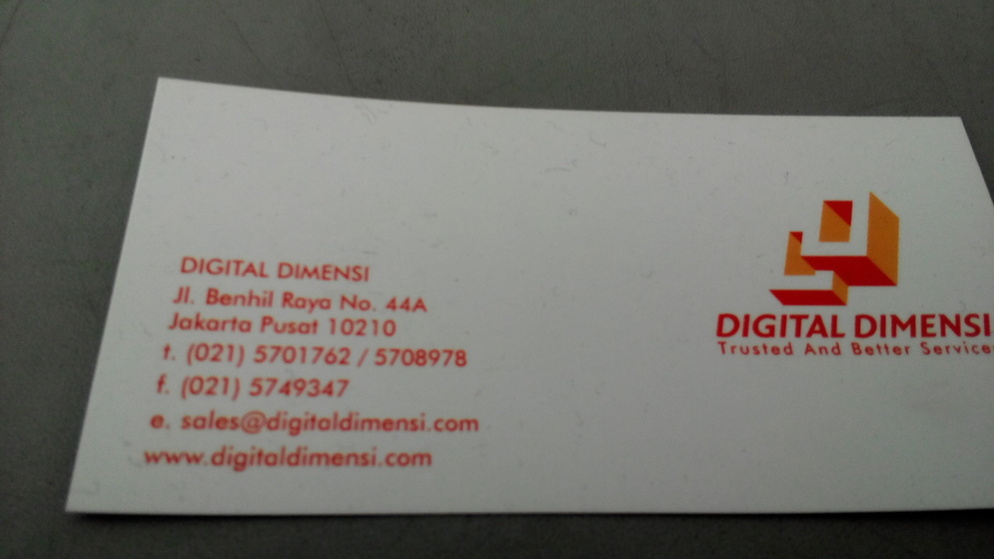 DIGITAL DIMENSI
Jl. Benhil Raya No. 44A
Jakarta Pusat 10210
t. (021) 5701762 / 5708978
f. (021) 5749347
e. sales@digitaldimensi.com
www.digitaldimensi.com
DIGITAL DIMENSI
Trusted And Better Service